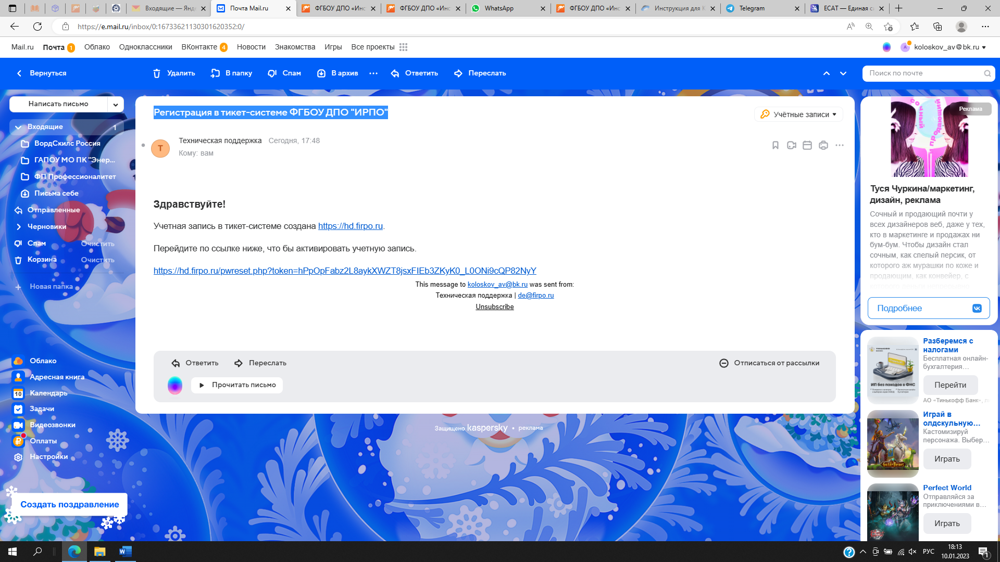 Входящие — Янде
Почта Mail.ru
ФГБОУ ДПО «Инс
ФГБОУ ДПО «Инс
WhatsApp
ФГБОУ ДПО «Инс
Инструкция для К
Telegram
ЕСАТ — Единая с
https://e.mail.ru/inbox/0:16733621130301620352:0/
Mail.ru Почта 1 Облако Одноклассники ВКонтакте 4 Новости Знакомства Игры Все проекты
koloskov_av@bk.ru
Вернуться
Удалить В папку Спам В архив Ответить Переслать
Поиск по почте
Написать письмо
Входящие 1
ВордСкилс Россия
ГАПОУ МО ПК "Энер...
ФП Профессионалитет
Письма себе
Отправленные
Черновики
Спам Очистить
Корзина Очистить
Новая папка
Облако
Адресная книга
10 Календарь
Задачи
Видеозвонки
Оплаты
Настройки
Создать поздравление
Регистрация в тикет-системе ФГБОУ ДПО "ИРПО"
Учётные записи
Т
Техническая поддержка Сегодня, 17:48
Кому: вам
Здравствуйте!
Учетная запись в тикет-системе создана https://hd.firpo.ru.
Перейдите по ссылке ниже, что бы активировать учетную запись.
https://hd.firpo.ru/pwreset.php?token=hPpOpFabz2L8aykXWZT8jsxFIEb3ZKyK0_L0ONi9cQP82NyY
This message to koloskov_av@bk.ru was sent from:
Техническая поддержка | de@firpo.ru
Unsubscribe
Ответить Переслать Отписаться от рассылки
Прочитать письмо
Защищено kaspersky • реклама
Реклама
Туся Чуркина/маркетинг,
дизайн, реклама
Сочный и продающий почти у
всех дизайнеров веб, даже у тех,
кто в маркетинге и продажах ни
бум-бум. Чтобы дизайн стал
сочным, как спелый персик, от
которого аж мурашки по коже и
продающим, как конвейер, с
Подробнее
ИП без походов в ФНС
Разберемся с
налогами
Бесплатная онлайн-
бухгалтерия...
Перейти
АО «Тинькофф Банк»,
Играй в
олдскульную...
Кастомизируй
персонажа. Выбер...
Играть
Perfect World
Отправляйся за
приключениями в...
Играть
РУС
18:13
10.01.2023
1